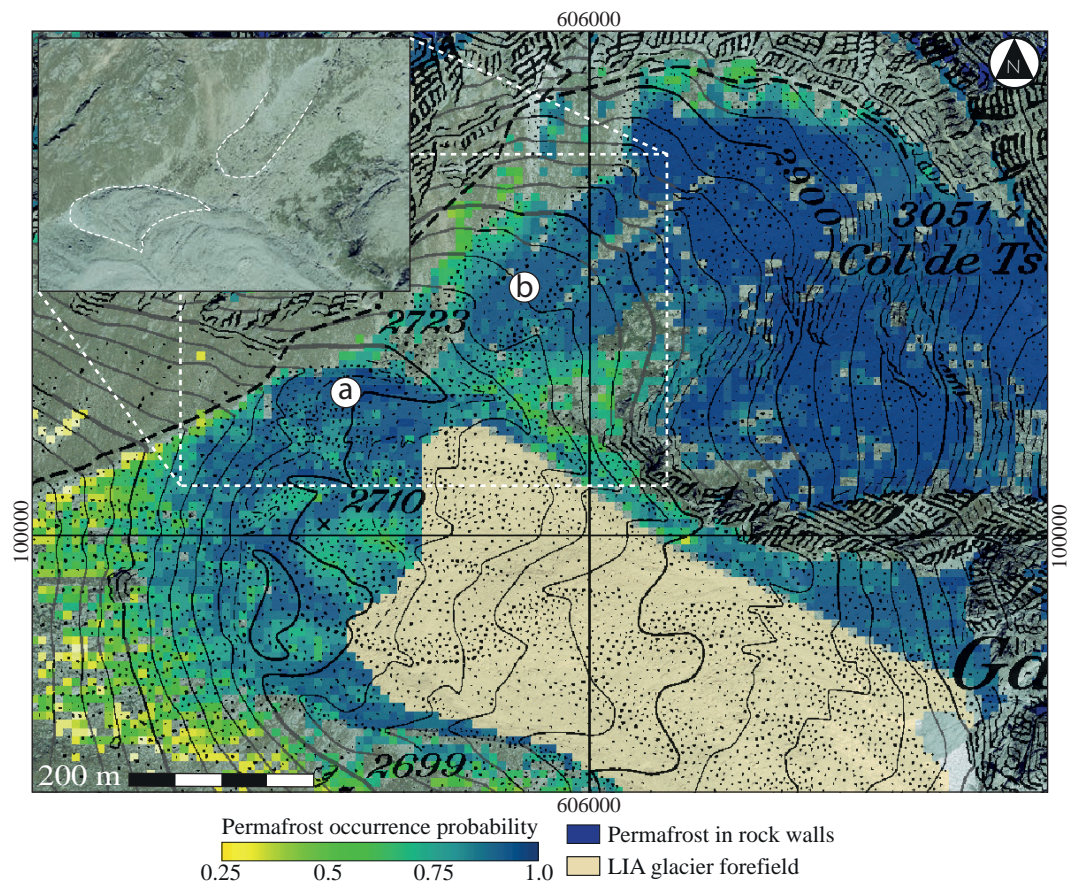 606000
N
2900
3051
Col de Ts
b
2723
a
2710
100000
100000
Ga
2699
200 m
606000
Permafrost occurrence probability
0.25
0.5
0.75
1.0
Permafrost in rock walls
LIA glacier forefield